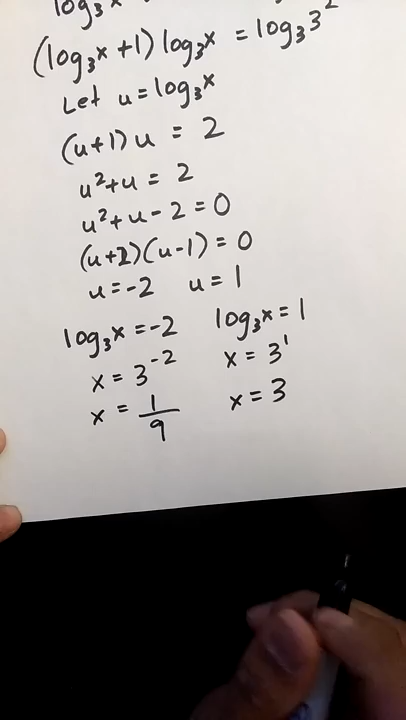 log₃x
(log₃x+1) log₃x = log₃3²
Let u = log₃x
(u+1) u = 2
u²+u = 2
u²+u-2=0
(u+2)(u-1)=0
u=-2 u=1
log₃x=-2 log₃x=1
x=3⁻² x=3¹
x=1/9 x=3